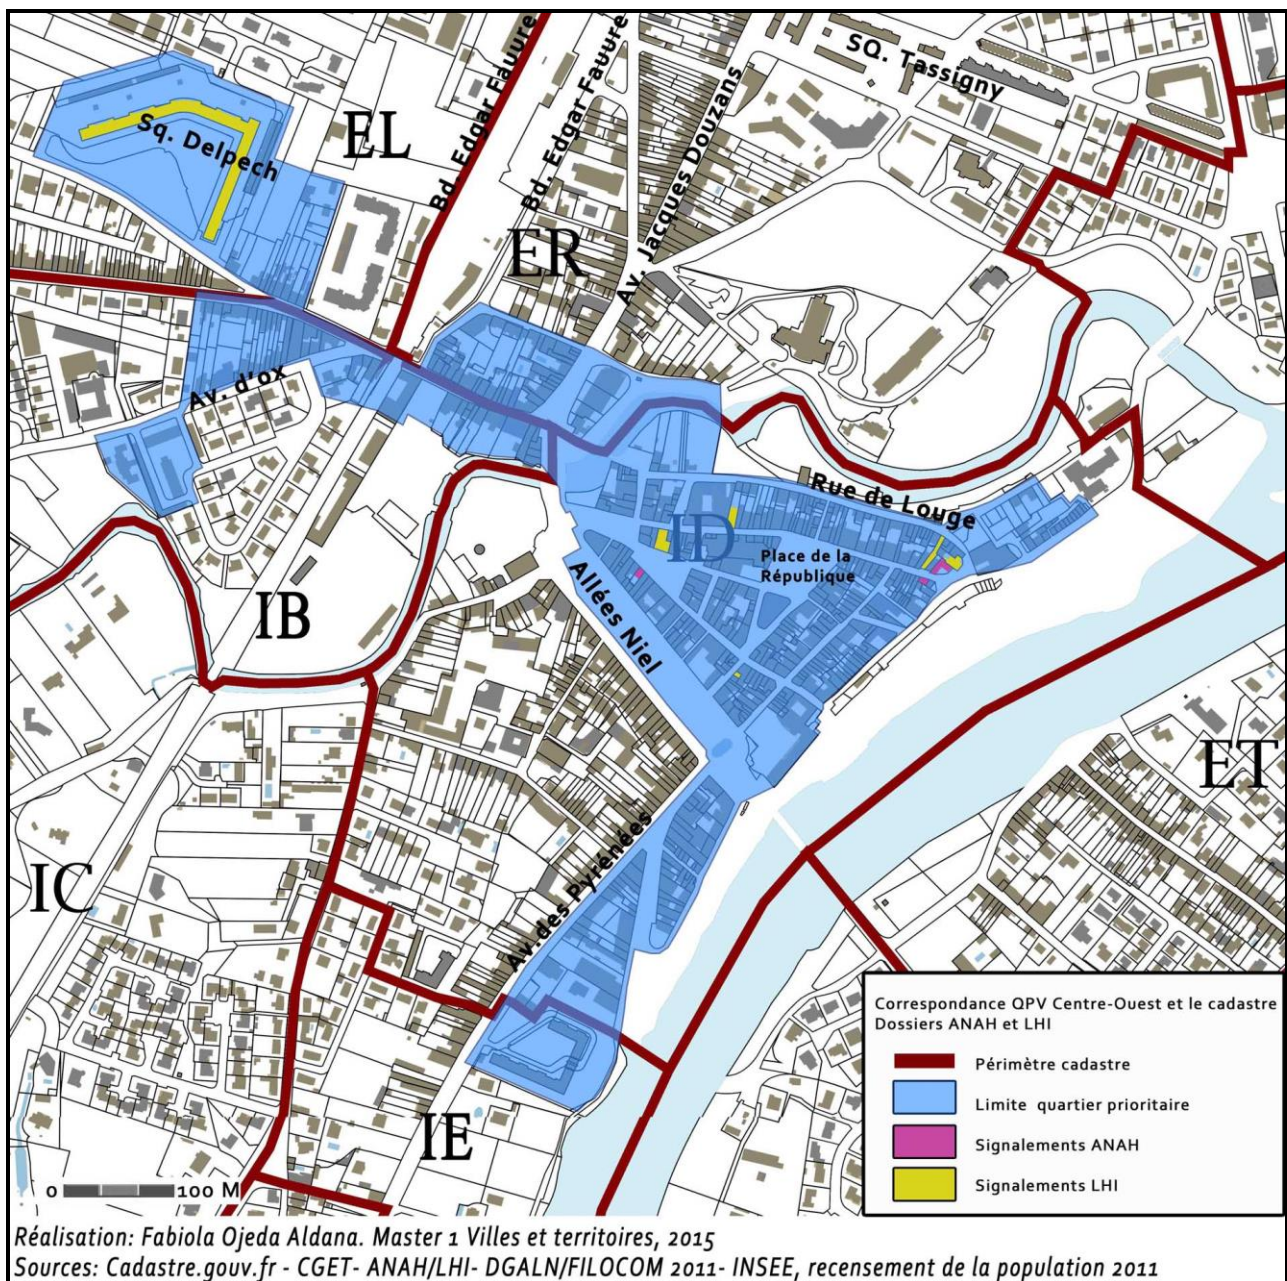 SQ. Tassigny
Bd. Edgar Fauure
Bd. Edgar Fauure
Av. Jacques Douzans
EL
Sq. Delpech
ER
Av. d'ox
Rue de Louge
ID
Place de la
République
Allées Niel
IB
ET
IC
Av. des Pyrénées
IE
0 100 M
Correspondance QPV Centre-Ouest et le cadastre
Dossiers ANAH et LHI
Périmètre cadastre
Limite quartier prioritaire
Signalements ANAH
Signalements LHI
Réalisation: Fabiola Ojeda Aldana. Master 1 Villes et territoires, 2015
Sources: Cadastre.gouv.fr - CGET- ANAH/LHI- DGALN/FILOCOM 2011- INSEE, recensement de la population 2011